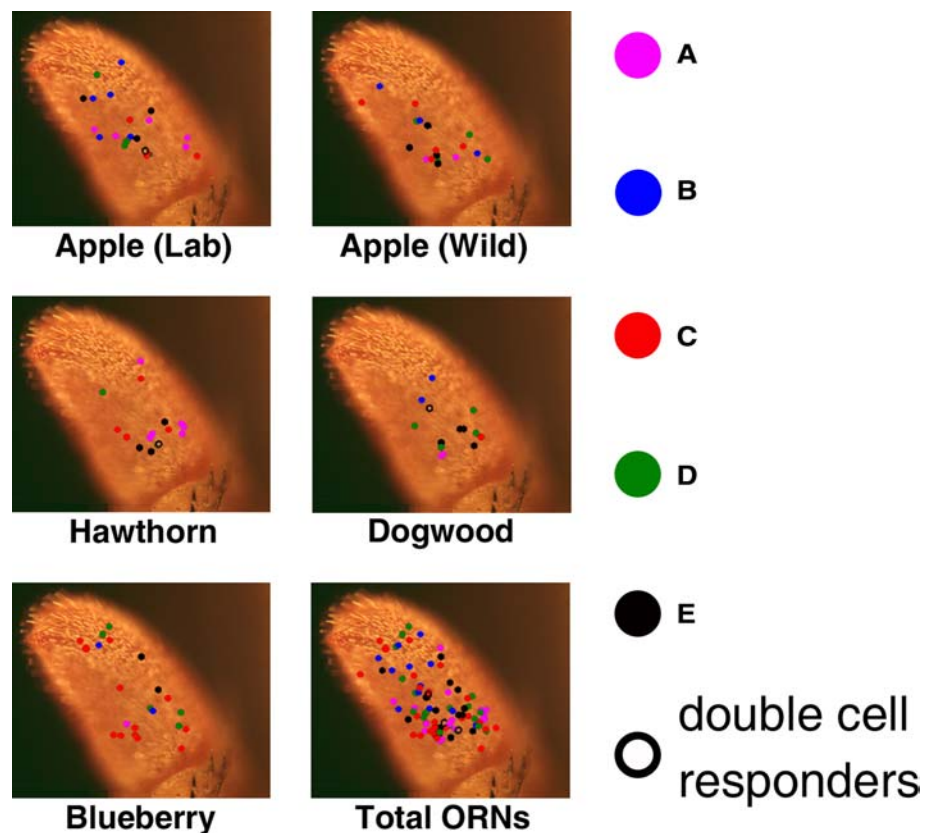 Apple (Lab)
Apple (Wild)
Hawthorn
Dogwood
Blueberry
Total ORNs
A
B
C
D
E
double cell
responders